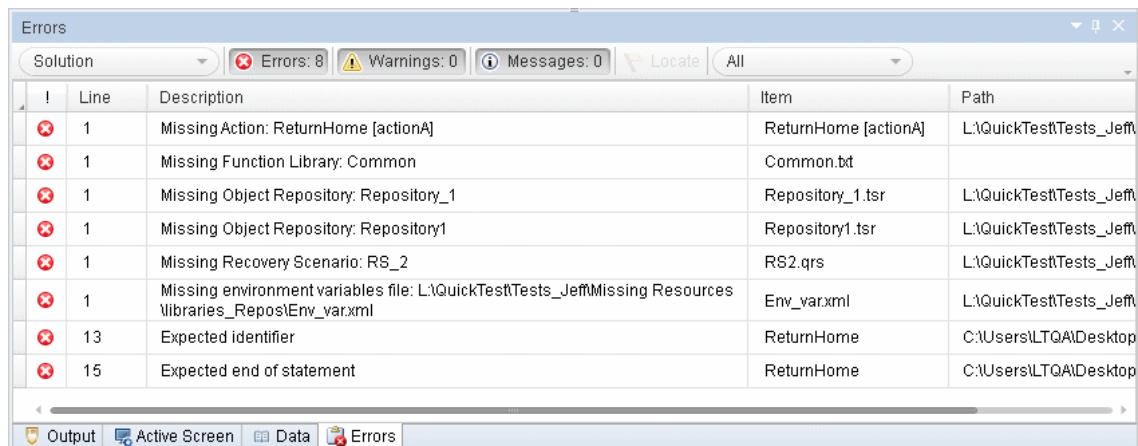 Errors
Solution Errors: 8 Warnings: 0 Messages: 0 Locate All
! Line Description Item Path
1 Missing Action: ReturnHome [actionA] ReturnHome [actionA] L:\QuickTest\Tests_Jeff\
1 Missing Function Library: Common Common.txt
1 Missing Object Repository: Repository_1 Repository_1.tsr L:\QuickTest\Tests_Jeff\
1 Missing Object Repository: Repository1 Repository1.tsr L:\QuickTest\Tests_Jeff\
1 Missing Recovery Scenario: RS_2 RS2.qrs L:\QuickTest\Tests_Jeff\
1 Missing environment variables file: L:\QuickTest\Tests_Jeff\Missing Resources
\libraries_Repos\Env_var.xml Env_var.xml L:\QuickTest\Tests_Jeff\
13 Expected identifier ReturnHome C:\Users\LTQA\Desktop
15 Expected end of statement ReturnHome C:\Users\LTQA\Desktop
Output Active Screen Data Errors